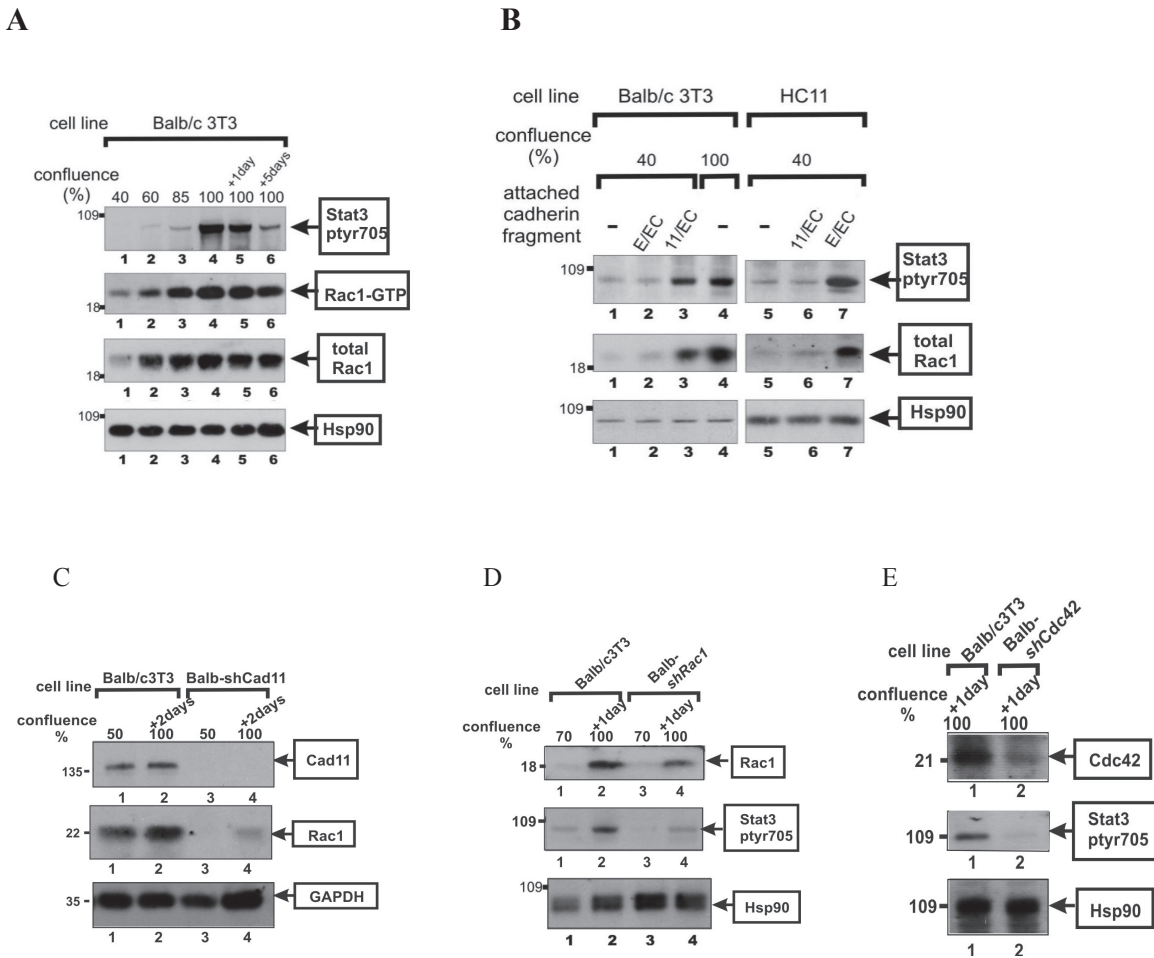 A
cell line Balb/c 3T3
confluence (%) 40 60 85 100 +1day 100 +5days 100
109
Stat3
ptyr705
1 2 3 4 5 6
18
Rac1-GTP
1 2 3 4 5 6
total
Rac1
18
1 2 3 4 5 6
109
Hsp90
1 2 3 4 5 6
B
cell line Balb/c 3T3 HC11
confluence
(%) 40 100 40
attached
cadherin
fragment - E/EC 11/EC - - 11/EC E/EC
109
Stat3
ptyr705
1 2 3 4 5 6 7
total
Rac1
18
1 2 3 4 5 6 7
109
Hsp90
1 2 3 4 5 6 7
C
cell line Balb/c3T3 Balb-shCad11
confluence
% 50 +2days 100 50 +2days 100
135
Cad11
1 2 3 4
22
Rac1
1 2 3 4
35
GAPDH
1 2 3 4
D
cell line Balb/c3T3 Balb-
shRac1
confluence
% 70 +1day 100 70 +1day 100
18
Rac1
1 2 3 4
109
Stat3
ptyr705
1 2 3 4
109
Hsp90
1 2 3 4
E
cell line Balb/c3T3 Balb-
shCdc42
confluence
% +1day 100 +1day 100
21
Cdc42
1 2
109
Stat3
ptyr705
1 2
109
Hsp90
1 2